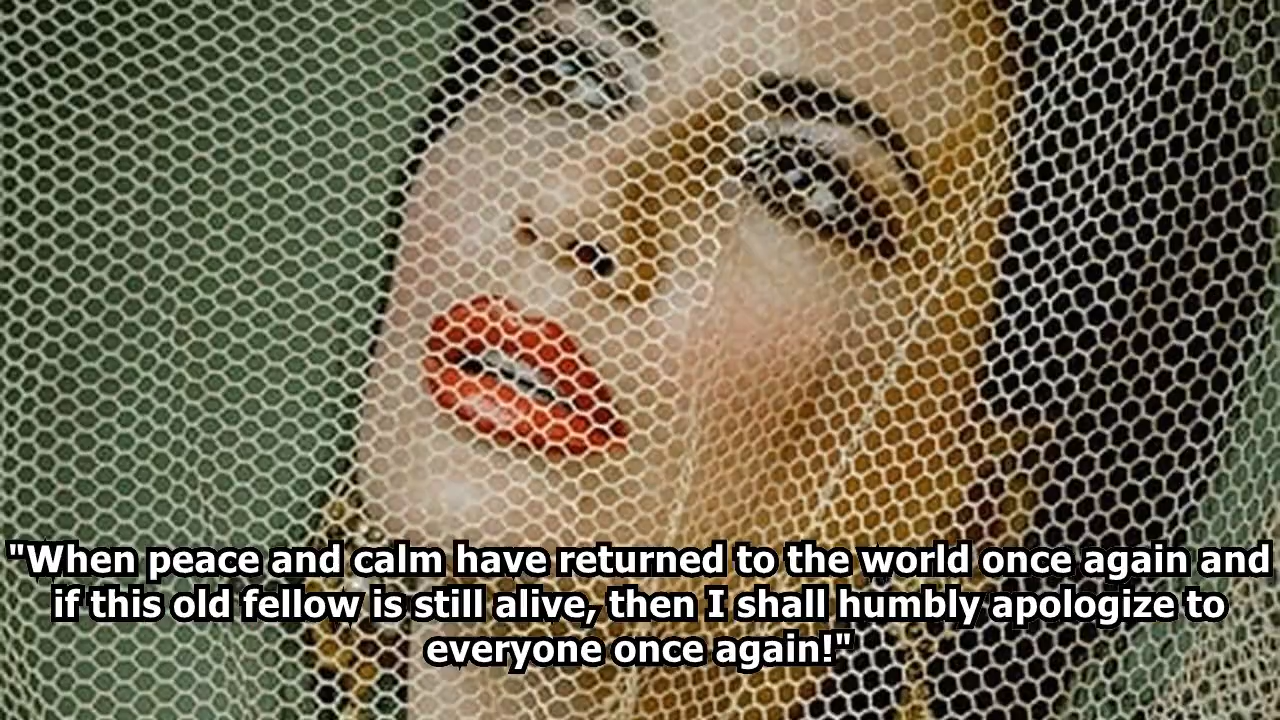 "When peace and calm have returned to the world once again and
if this old fellow is still alive, then I shall humbly apologize to
everyone once again!"